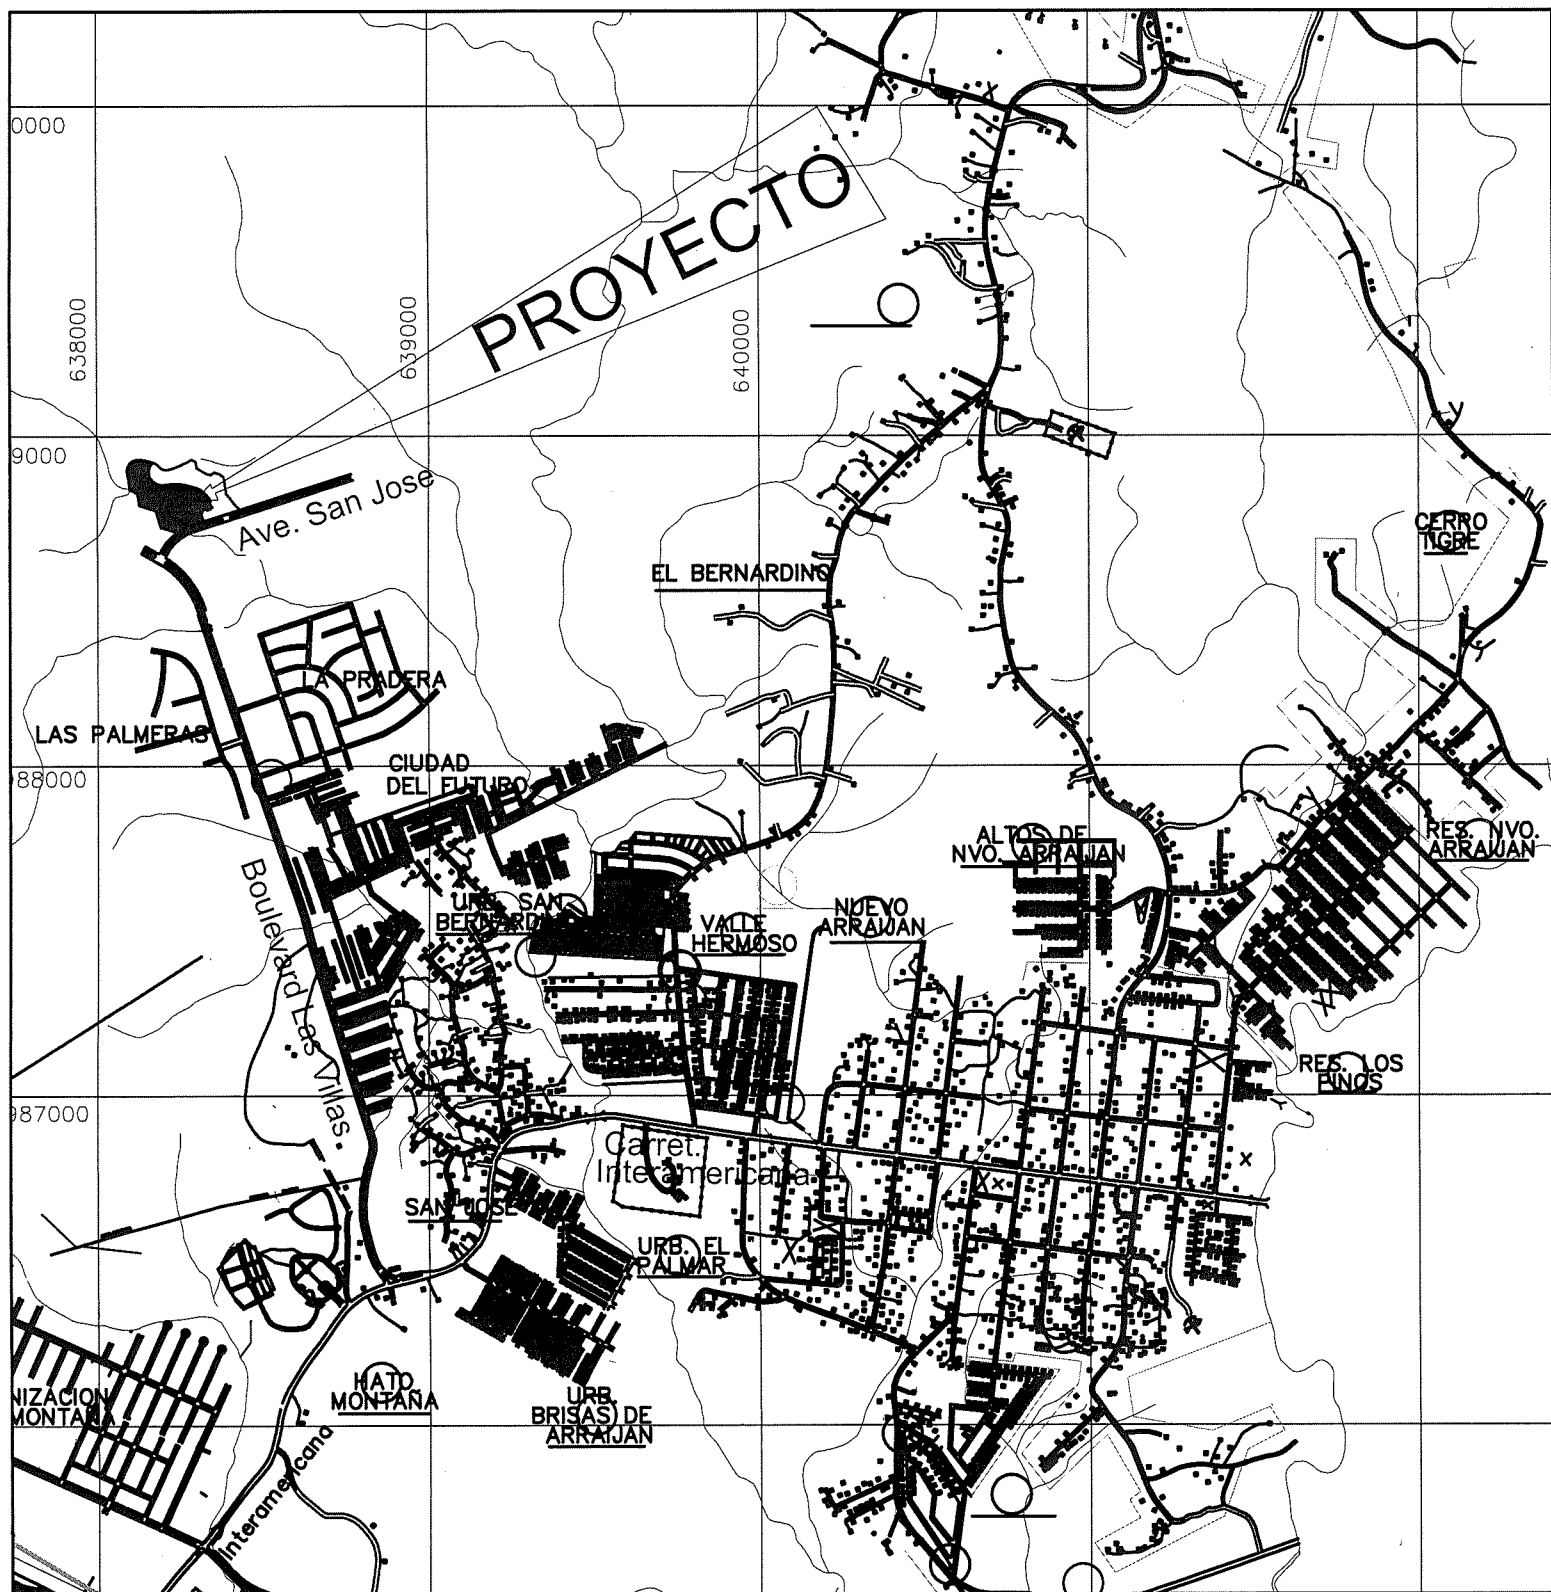 0000
PROYECTO
638000
639000
640000
9000
Ave. San Jose
CERRO
TIGRE
EL BERNARDINO
LA PRADERA
LAS PALMERAS
CIUDAD
DEL FUTURO
88000
ALTOS DE
NVO. ARRAIJAN
RES. NVO.
ARRAIJAN
Boulevard Las Villas.
URB. SAN
BERNARDINO
VALLE
HERMOSO
NUEVO
ARRAIJAN
RES. LOS
PINOS
987000
Carret.
Interamericana
SAN JOSE
URB. EL
PALMAR
HATO
MONTAÑA
NIZACION
MONTAÑA
URB.
BRISAS DE
ARRAIJAN
Interamericana